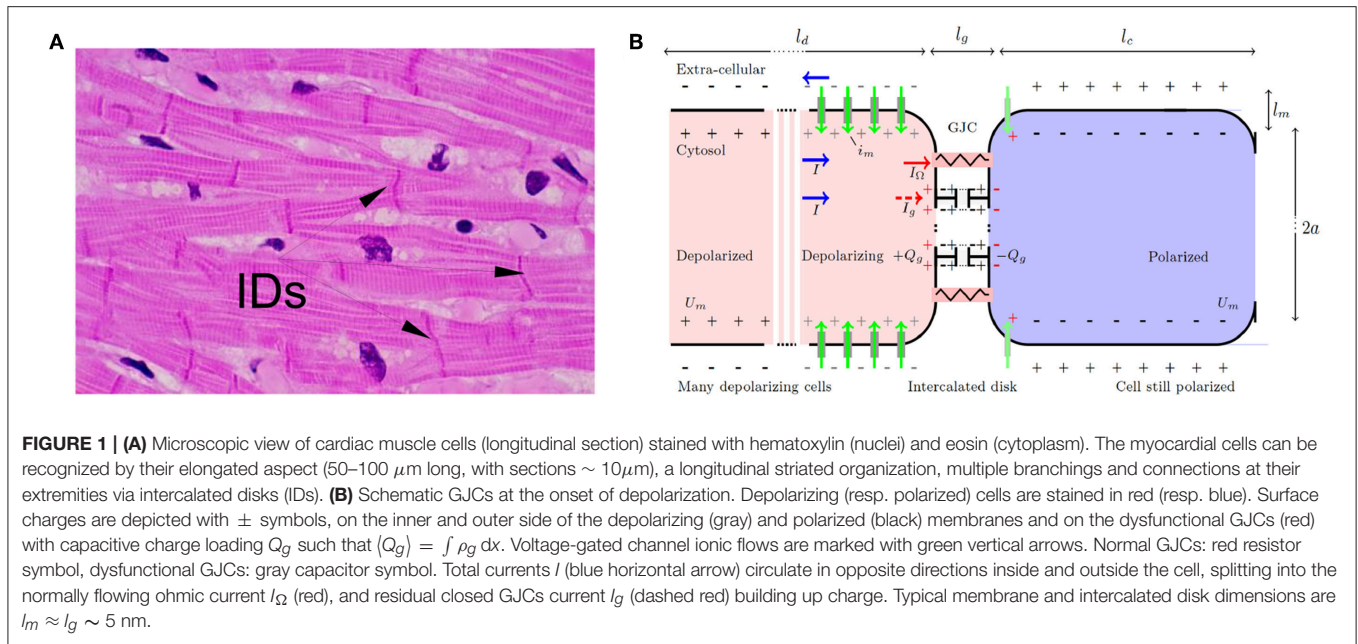 A
IDs
B
l_d
l_g
l_c
Extra-cellular
- - - - - - - -
+ + + + + + + +
l_m
GJC
+ + + + + + + + + + +
+
- - - - - - - -
Cytosol
i_m
I
I_Ω
I
I_g
2a
Depolarized
Depolarizing
+Q_g
−Q_g
Polarized
U_m
U_m
+ + + + + + + + + + +
+
- - - - - - - -
- - - - - - - -
+ + + + + + + +
Many depolarizing cells
Intercalated disk
Cell still polarized
FIGURE 1 | (A) Microscopic view of cardiac muscle cells (longitudinal section) stained with hematoxylin (nuclei) and eosin (cytoplasm). The myocardial cells can be
recognized by their elongated aspect (50–100 μm long, with sections ∼ 10μm), a longitudinal striated organization, multiple branchings and connections at their
extremities via intercalated disks (IDs). (B) Schematic GJCs at the onset of depolarization. Depolarizing (resp. polarized) cells are stained in red (resp. blue). Surface
charges are depicted with ± symbols, on the inner and outer side of the depolarizing (gray) and polarized (black) membranes and on the dysfunctional GJCs (red)
with capacitive charge loading Q_g such that ⟨Q_g⟩ = ∫ ρ_g dx. Voltage-gated channel ionic flows are marked with green vertical arrows. Normal GJCs: red resistor
symbol, dysfunctional GJCs: gray capacitor symbol. Total currents I (blue horizontal arrow) circulate in opposite directions inside and outside the cell, splitting into the
normally flowing ohmic current I_Ω (red), and residual closed GJCs current I_g (dashed red) building up charge. Typical membrane and intercalated disk dimensions are
l_m ≈ l_g ∼ 5 nm.